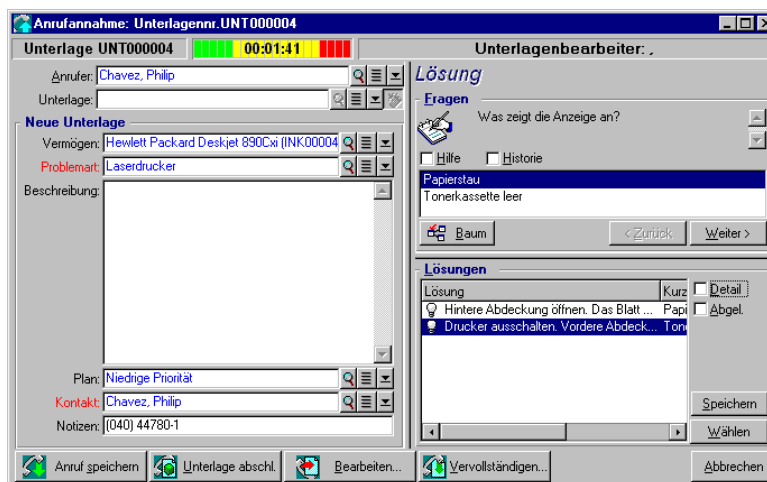 Anrufannahme: Unterlagennr.UNT000004
Unterlage UNT000004
00:01:41
Unterlagenbearbeiter: ,
Anrufer: Chavez, Philip
Unterlage:
Neue Unterlage
Vermögen: Hewlett Packard Deskjet 890Cxi (INK00004
Problemart: Laserdrucker
Beschreibung:
Plan: Niedrige Priorität
Kontakt: Chavez, Philip
Notizen: (040) 44780-1
Lösung
Fragen
Was zeigt die Anzeige an?
Hilfe
Historie
Papierstau
Tonerkassette leer
Baum
< Zurück
Weiter >
Lösungen
Lösung
Kurz
Hintere Abdeckung öffnen. Das Blatt ... Papi
Drucker ausschalten. Vordere Abdeck... Ton
Detail
Abgel.
Speichern
Wählen
Anruf speichern
Unterlage abschl.
Bearbeiten...
Vervollständigen...
Abbrechen